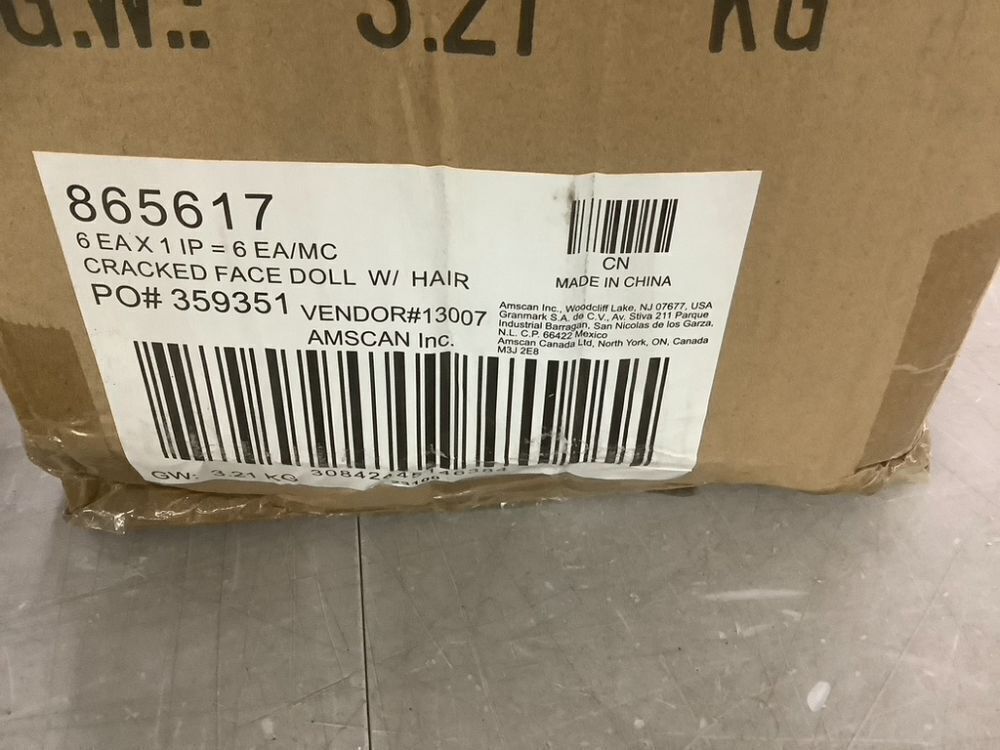 G.W.: 3.21 KG
865617
6 EA X 1 IP = 6 EA/MC
CRACKED FACE DOLL W/ HAIR
PO# 359351 VENDOR#13007
AMSCAN Inc.
CN
MADE IN CHINA
Amscan Inc., Woodcliff Lake, NJ 07677, USA
Granmark S.A. de C.V., Av. Stiva 211 Parque
Industrial Barragan, San Nicolas de los Garza,
N.L. C.P. 66422 Mexico
Amscan Canada Ltd, North York, ON, Canada
M3J 2E8
GW: 3.21 KG